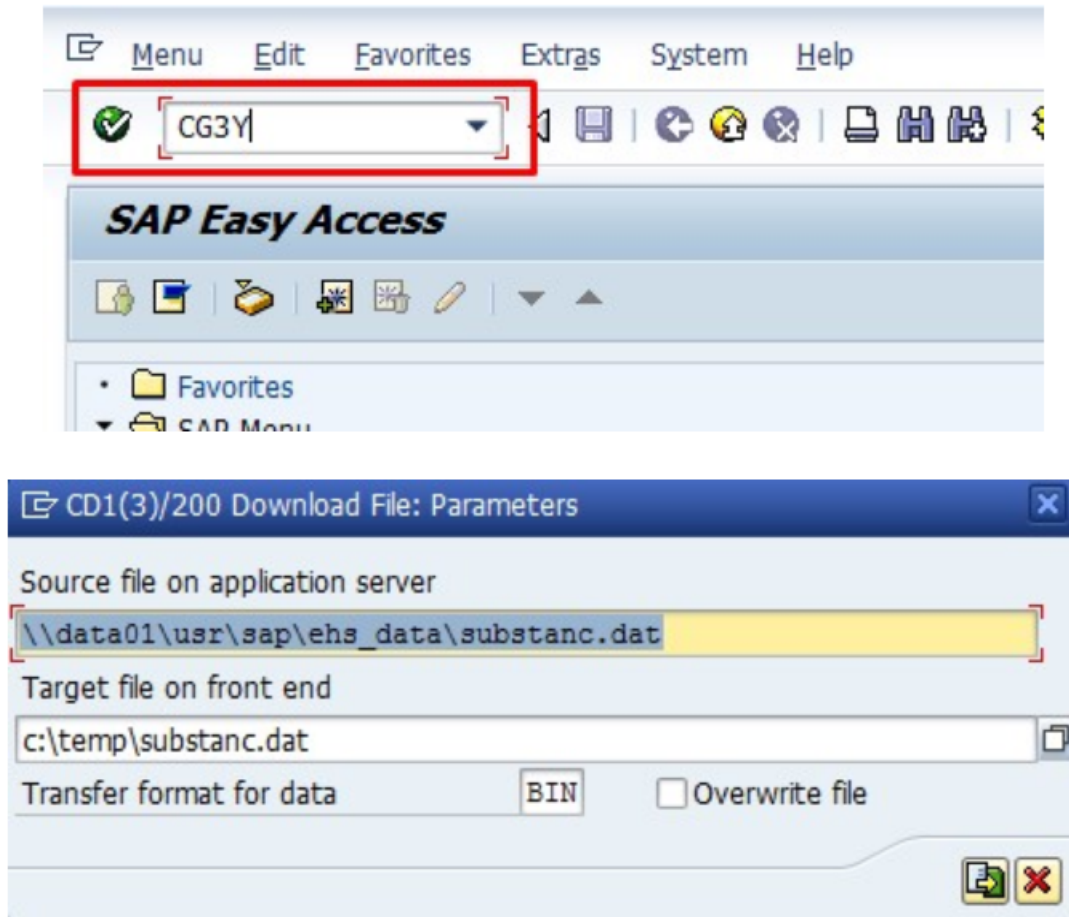 Menu Edit Favorites Extras System Help
CG3Y
SAP Easy Access
Favorites
SAP Menu
CD1(3)/200 Download File: Parameters
Source file on application server
\\data01\usr\sap\ehs_data\substanc.dat
Target file on front end
c:\temp\substanc.dat
Transfer format for data BIN Overwrite file